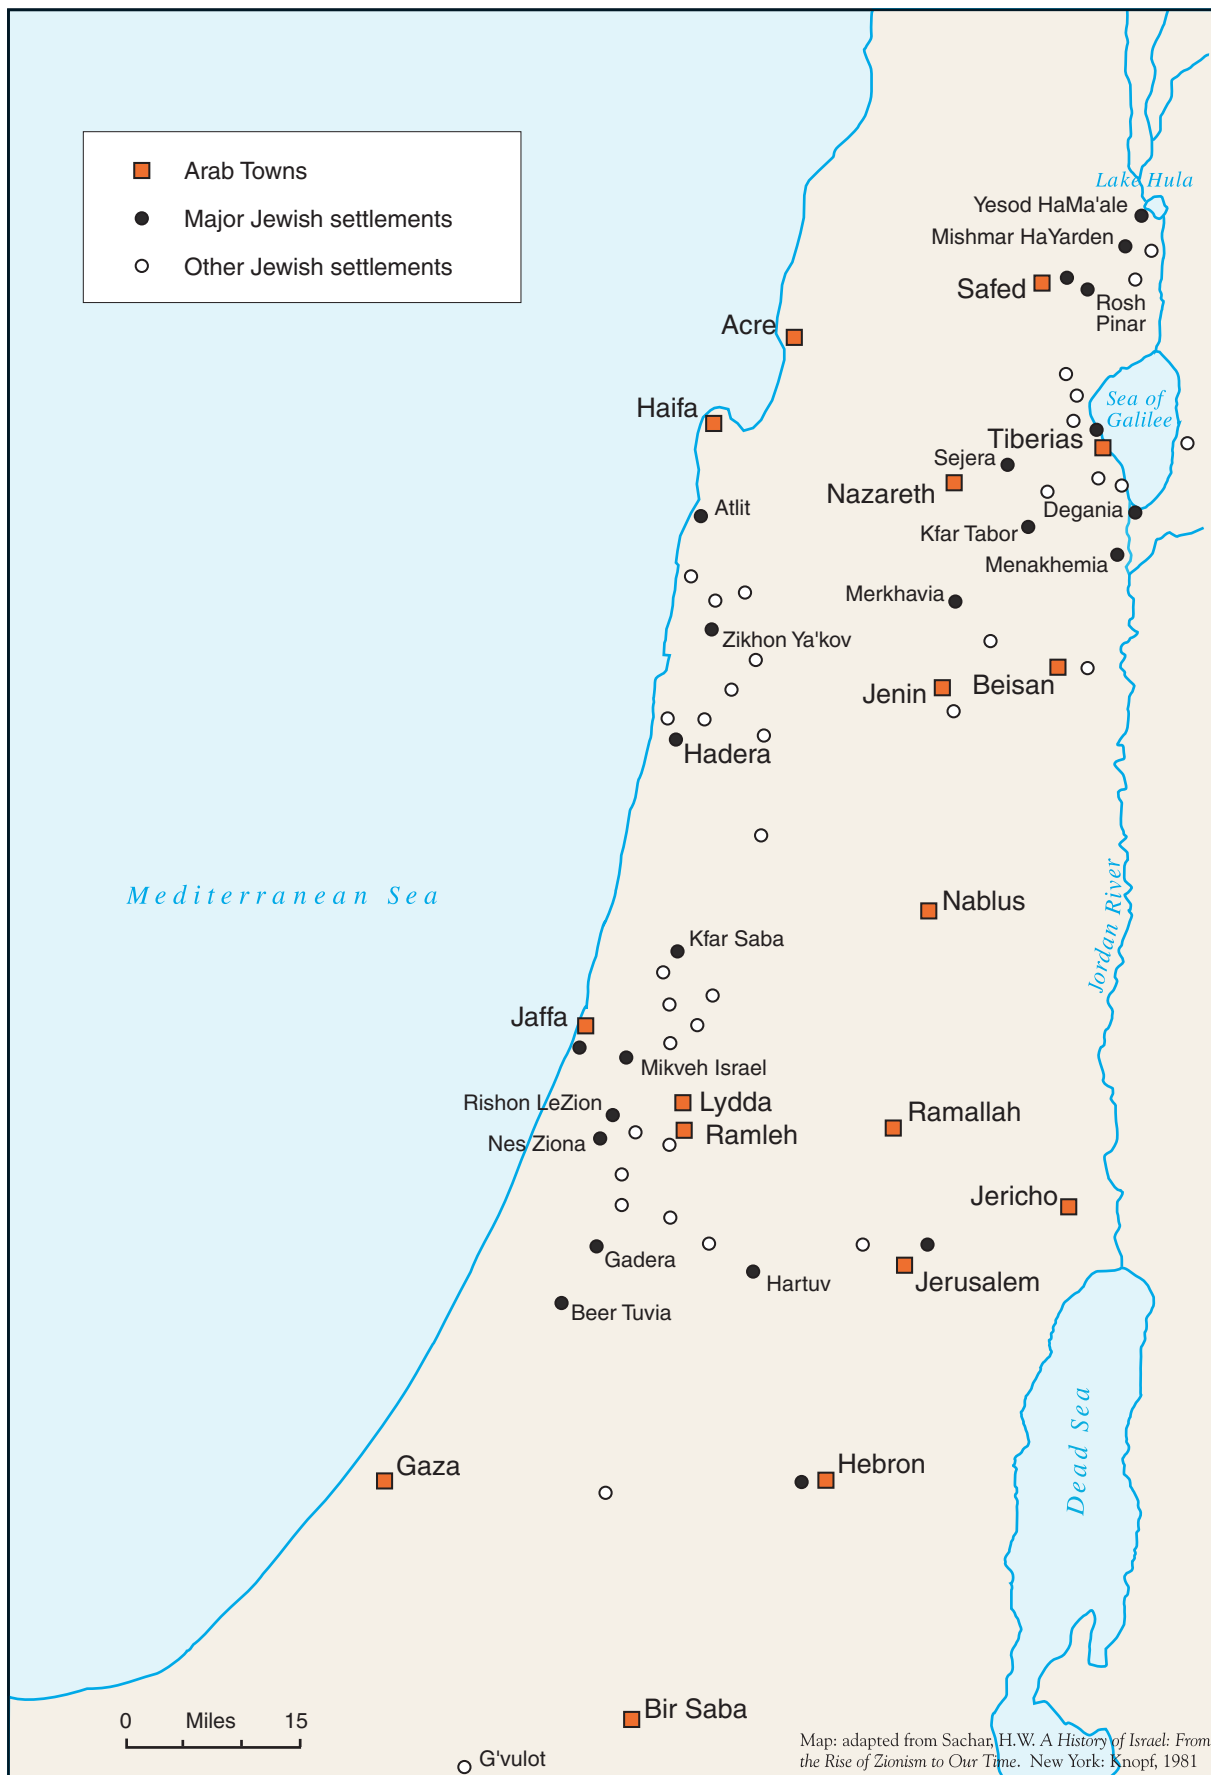 Arab Towns
Major Jewish settlements
Other Jewish settlements
Lake Hula
Yesod HaMa'ale
Mishmar HaYarden
Safed
Rosh
Pinar
Acre
Sea of
Galilee
Haifa
Tiberias
Sejera
Nazareth
Atlit
Degania
Kfar Tabor
Menakhemia
Merkhavia
Zikhon Ya'kov
Beisan
Jenin
Hadera
Mediterranean Sea
Nablus
Jordan River
Kfar Saba
Jaffa
Mikveh Israel
Rishon LeZion
Lydda
Ramallah
Nes Ziona
Ramleh
Jericho
Gadera
Jerusalem
Hartuv
Beer Tuvia
Dead Sea
Gaza
Hebron
Bir Saba
0 Miles 15
G'vulot
Map: adapted from Sachar, H.W. A History of Israel: From
the Rise of Zionism to Our Time. New York: Knopf, 1981